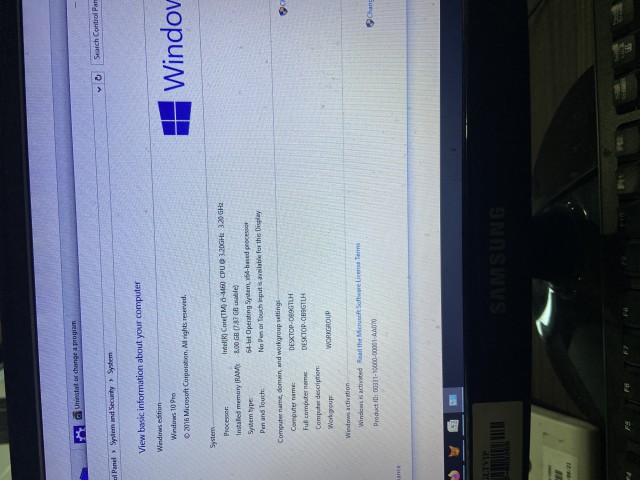 Uninstall or change a program
ol Panel › System and Security › System
Search Control Pan
View basic information about your computer
Windows edition
Windows 10 Pro
© 2016 Microsoft Corporation. All rights reserved.
Window
System
Processor: Intel(R) Core(TM) i5-4460 CPU @ 3.20GHz 3.20 GHz
Installed memory (RAM): 8.00 GB (7.87 GB usable)
System type: 64-bit Operating System, x64-based processor
Pen and Touch: No Pen or Touch Input is available for this Display
Computer name, domain, and workgroup settings
Computer name: DESKTOP-OB9GTLH
Full computer name: DESKTOP-OB9GTLH
Computer description:
Workgroup: WORKGROUP
Windows activation
Windows is activated Read the Microsoft Software License Terms
Product ID: 00331-10000-00001-AA070
Chang
SAMSUNG